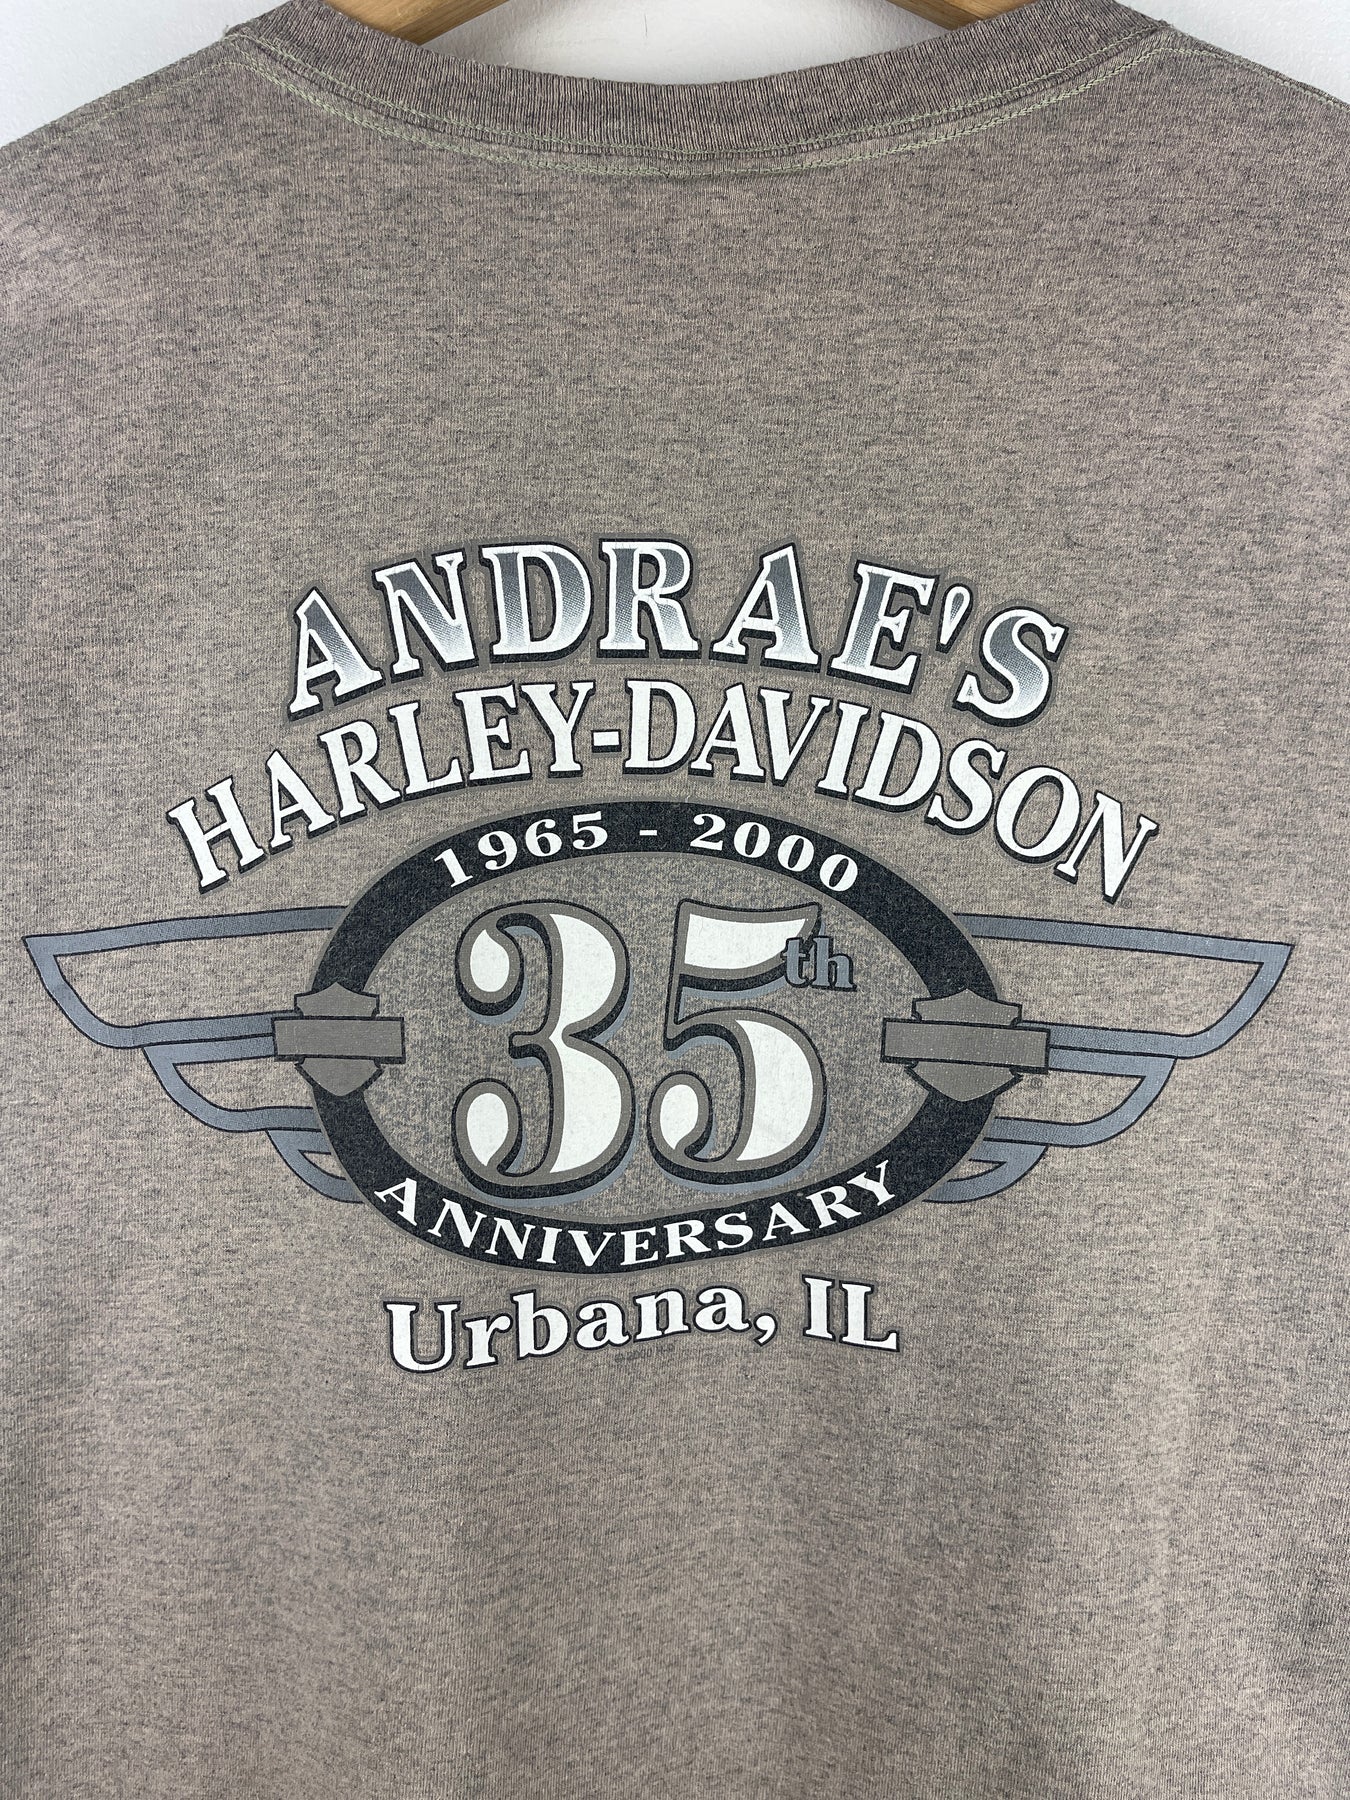 ANDRAE'S
HARLEY-DAVIDSON
1965 - 2000
35th
ANNIVERSARY
Urbana, IL